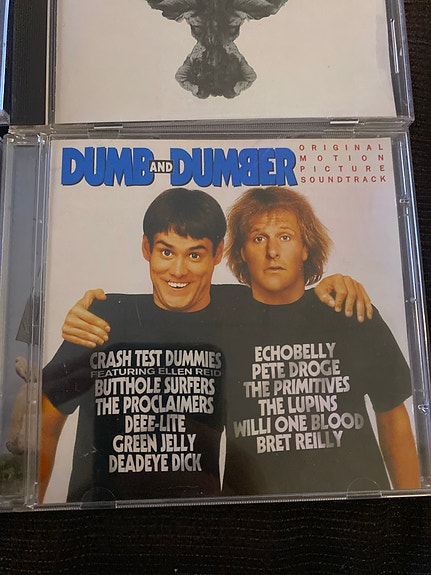 DUMB AND DUMBER
ORIGINAL
MOTION
PICTURE
SOUNDTRACK
CRASH TEST DUMMIES
FEATURING ELLEN REID
BUTTHOLE SURFERS
THE PROCLAIMERS
DEEE-LITE
GREEN JELLY
DEADEYE DICK
ECHOBELLY
PETE DROGE
THE PRIMITIVES
THE LUPINS
WILLI ONE BLOOD
BRET REILLY